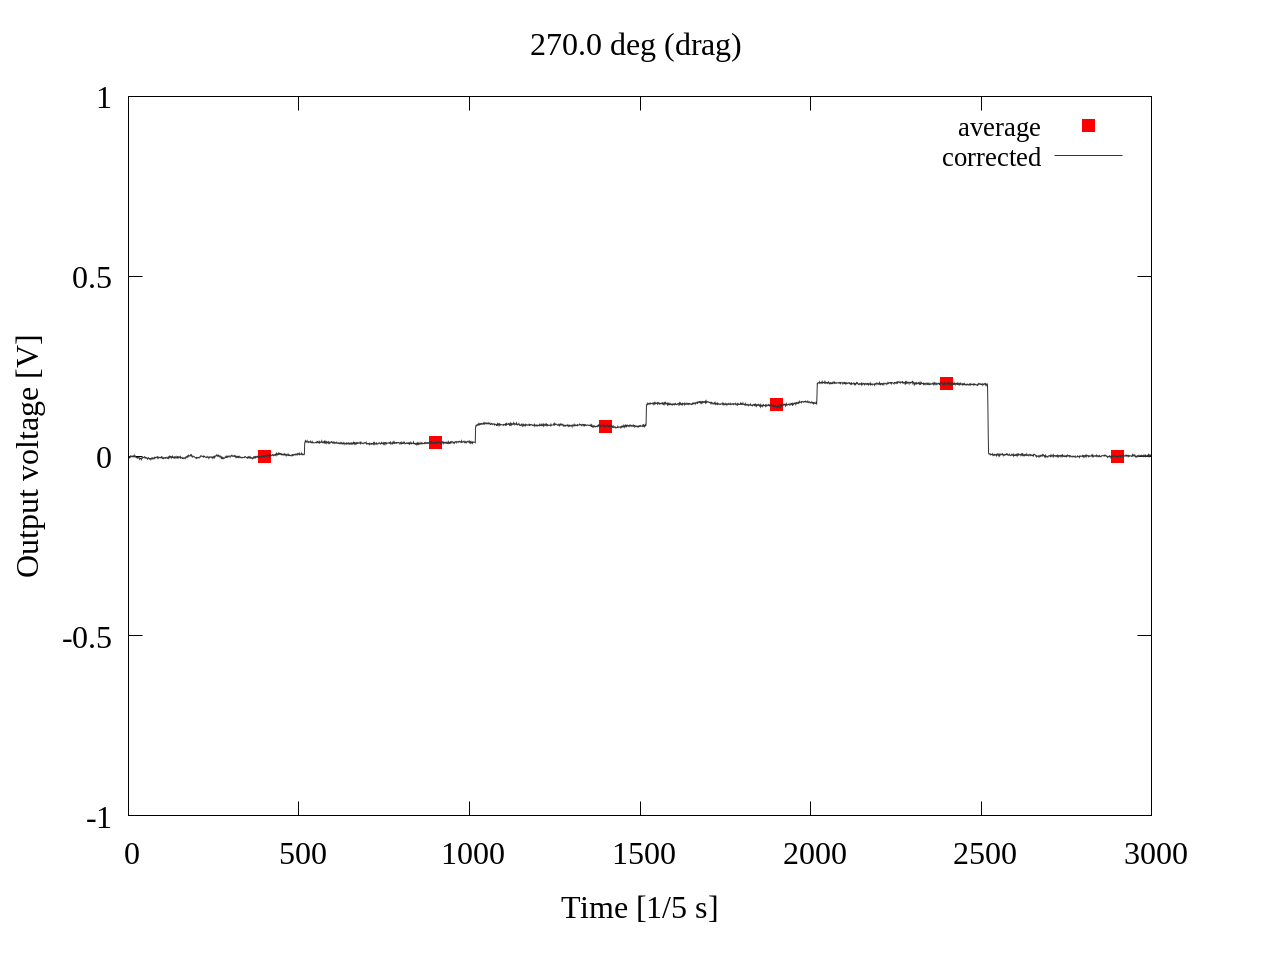 270.0 deg (drag)
average
corrected
1
0.5
0
-0.5
-1
Output voltage [V]
0 500 1000 1500 2000 2500 3000
Time [1/5 s]